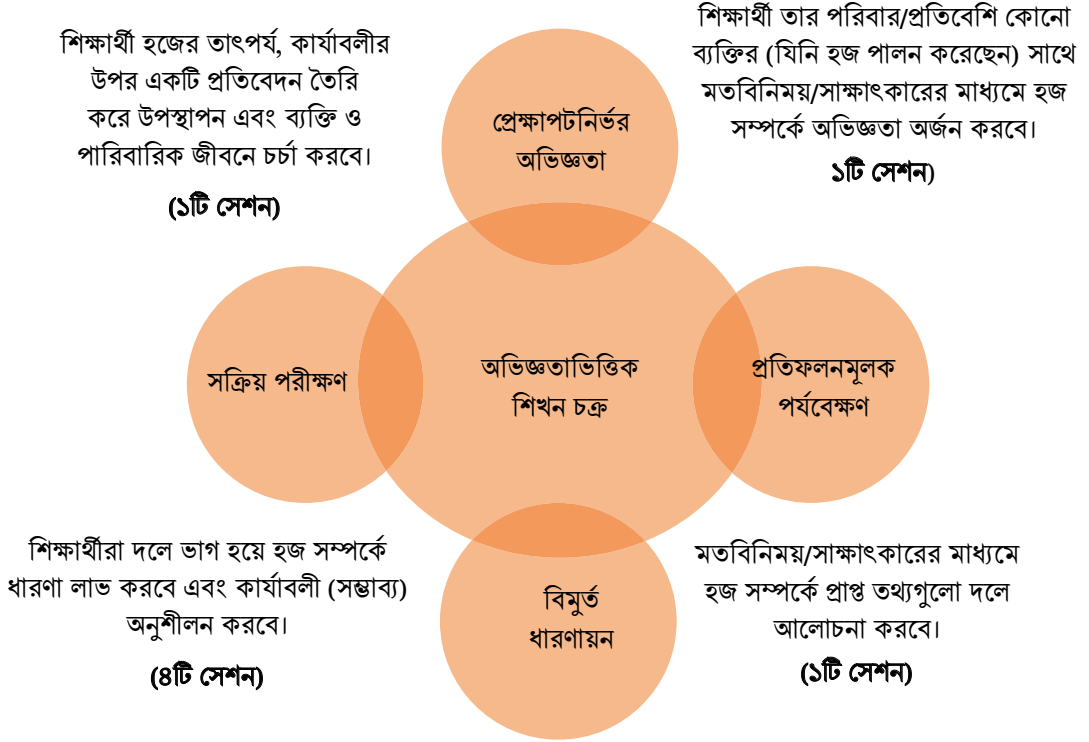 শিক্ষার্থী হজের তাৎপর্য, কার্যাবলীর
উপর একটি প্রতিবেদন তৈরি
করে উপস্থাপন এবং ব্যক্তি ও
পারিবারিক জীবনে চর্চা করবে।
(১টি সেশন)
প্রেক্ষাপটনির্ভর
অভিজ্ঞতা
শিক্ষার্থী তার পরিবার/প্রতিবেশি কোনো
ব্যক্তির (যিনি হজ পালন করেছেন) সাথে
মতবিনিময়/সাক্ষাৎকারের মাধ্যমে হজ
সম্পর্কে অভিজ্ঞতা অর্জন করবে।
১টি সেশন)
সক্রিয় পরীক্ষণ
অভিজ্ঞতাভিত্তিক
শিখন চক্র
প্রতিফলনমূলক
পর্যবেক্ষণ
শিক্ষার্থীরা দলে ভাগ হয়ে হজ সম্পর্কে
ধারণা লাভ করবে এবং কার্যাবলী (সম্ভাব্য)
অনুশীলন করবে।
(৪টি সেশন)
বিমুর্ত
ধারণায়ন
মতবিনিময়/সাক্ষাৎকারের মাধ্যমে
হজ সম্পর্কে প্রাপ্ত তথ্যগুলো দলে
আলোচনা করবে।
(১টি সেশন)